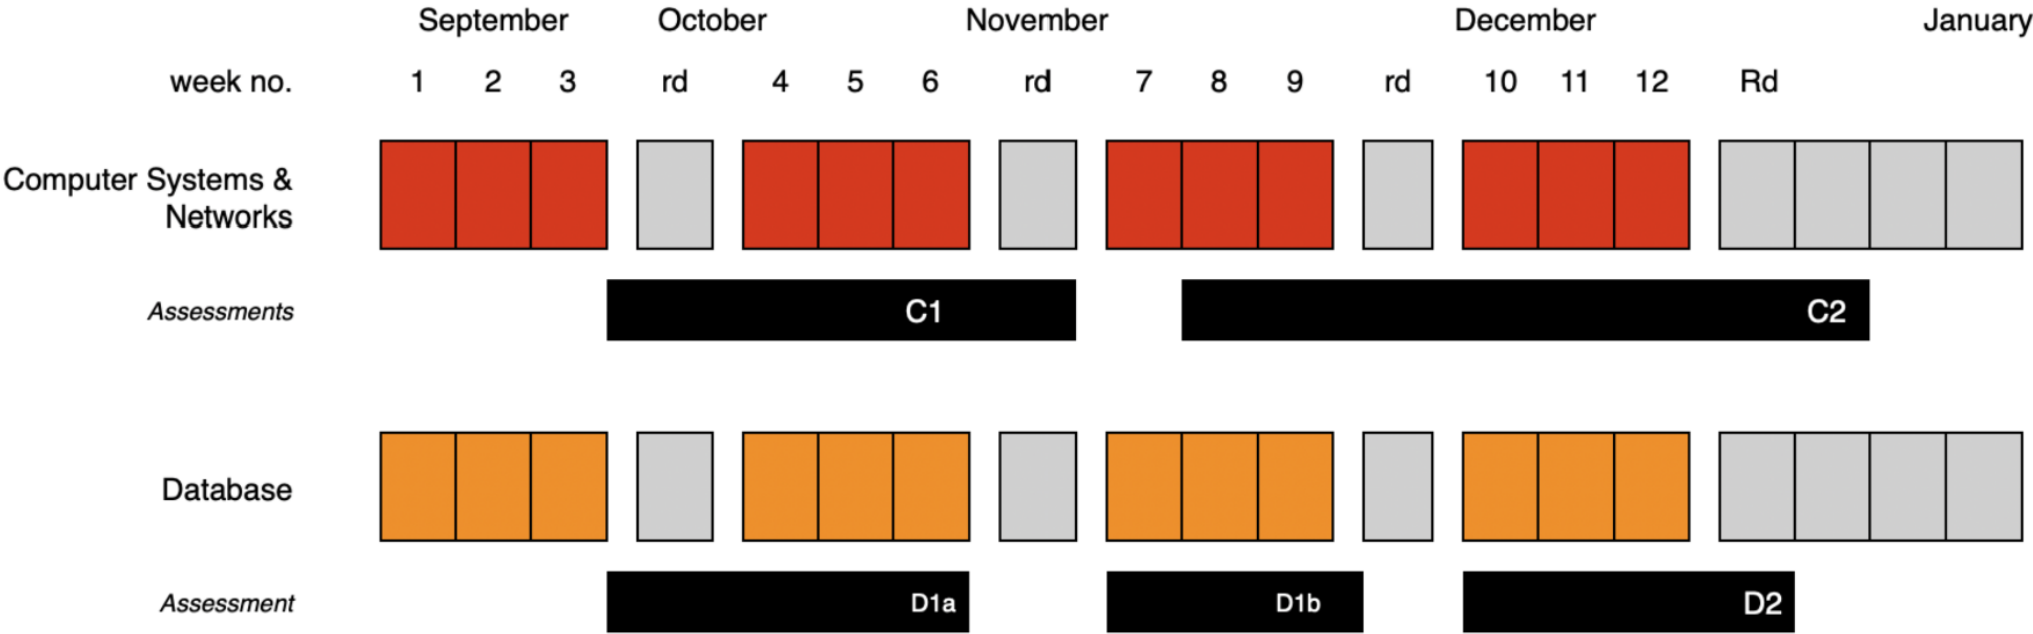 September October November December January
week no. 1 2 3 rd 4 5 6 rd 7 8 9 rd 10 11 12 Rd
Computer Systems &
Networks
Assessments C1 C2
Database
Assessment D1a D1b D2